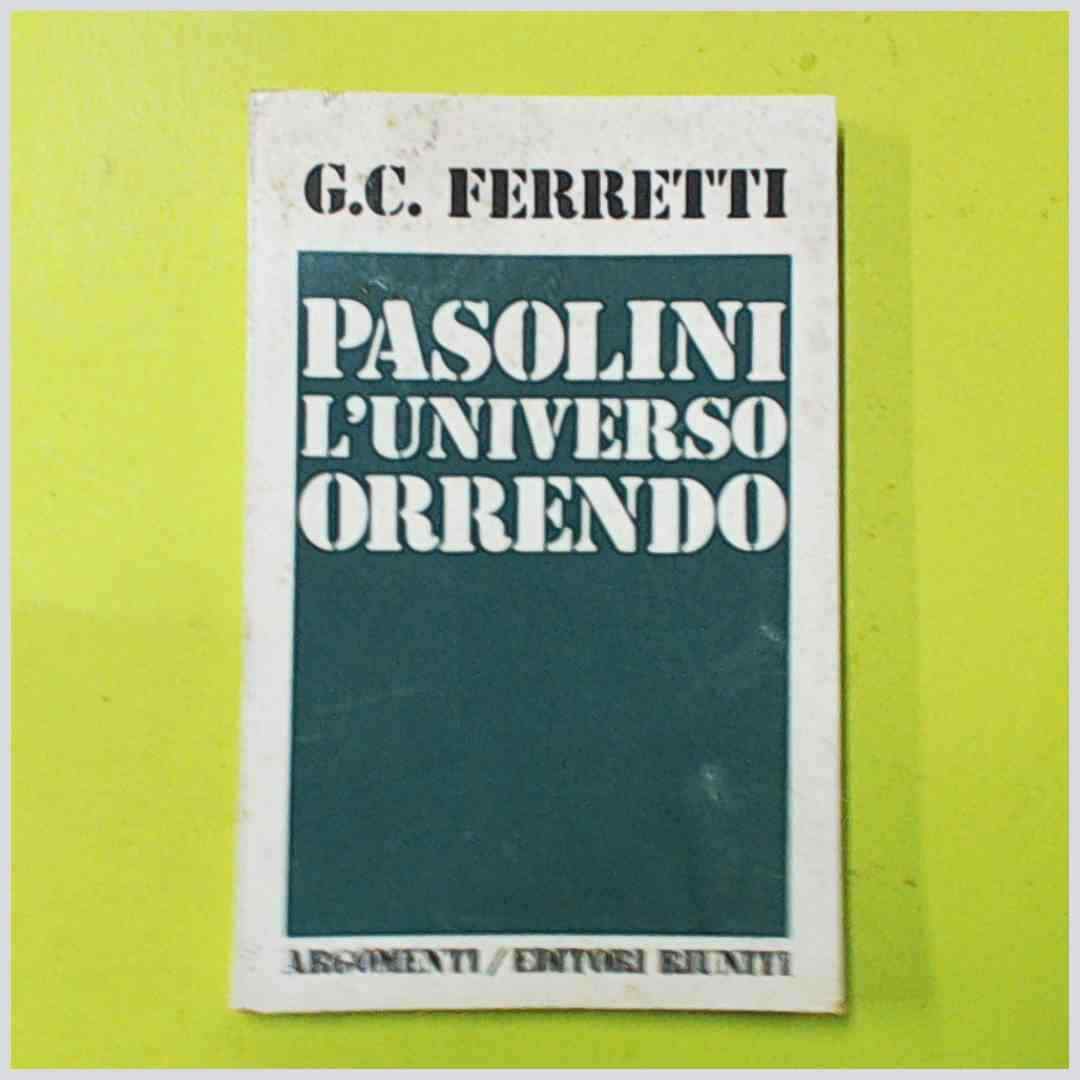 G.C. FERRETTI
PASOLINI
L'UNIVERSO
ORRENDO
ARGOMENTI / EDITORI RIUNITI